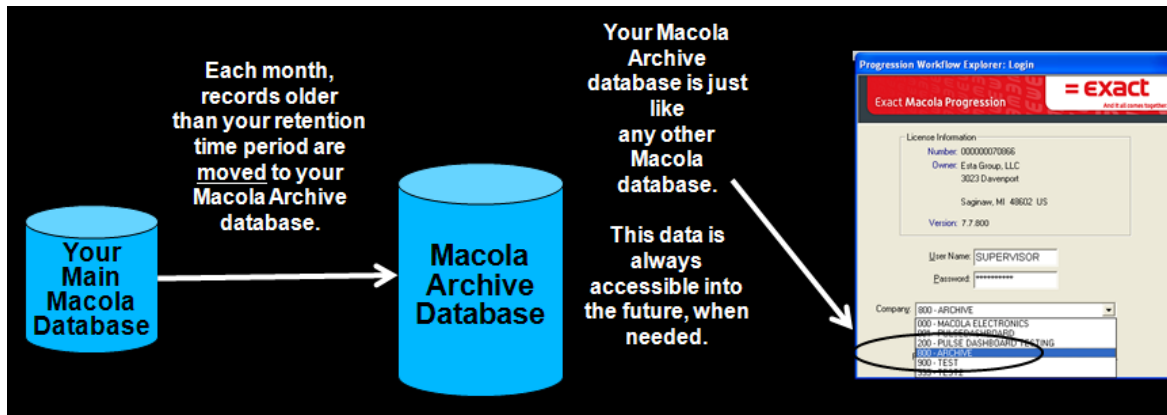 Each month,
records older
than your retention
time period are
moved to your
Macola Archive
database.
Your
Main
Macola
Database
Macola
Archive
Database
Your Macola
Archive
database is just
like
any other
Macola
database.
This data is
always
accessible into
the future, when
needed.
Progression Workflow Explorer: Login
Exact Macola Progression
= exact
And it all comes together
License Information
Number: 000000070866
Owner: Esta Group, LLC
3023 Davenport
Saginaw, MI 48602 US
Version: 7.7.800
User Name: SUPERVISOR
Password: **********
Company: 800 - ARCHIVE
000 - MACOLA ELECTRONICS
PULSEDASHBOARD
200 - PULSE DASHBOARD TESTING
800 - ARCHIVE
900 - TEST